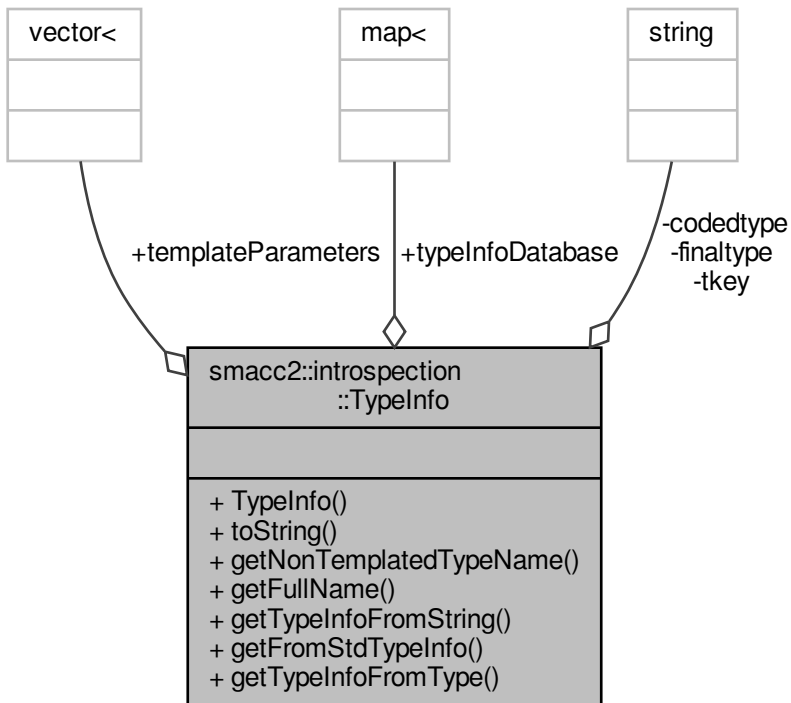 vector<
map<
string
+templateParameters
+typeInfoDatabase
-codedtype
-finaltype
-tkey
smacc2::introspection
::TypeInfo
+ TypeInfo()
+ toString()
+ getNonTemplatedTypeName()
+ getFullName()
+ getTypeInfoFromString()
+ getFromStdTypeInfo()
+ getTypeInfoFromType()